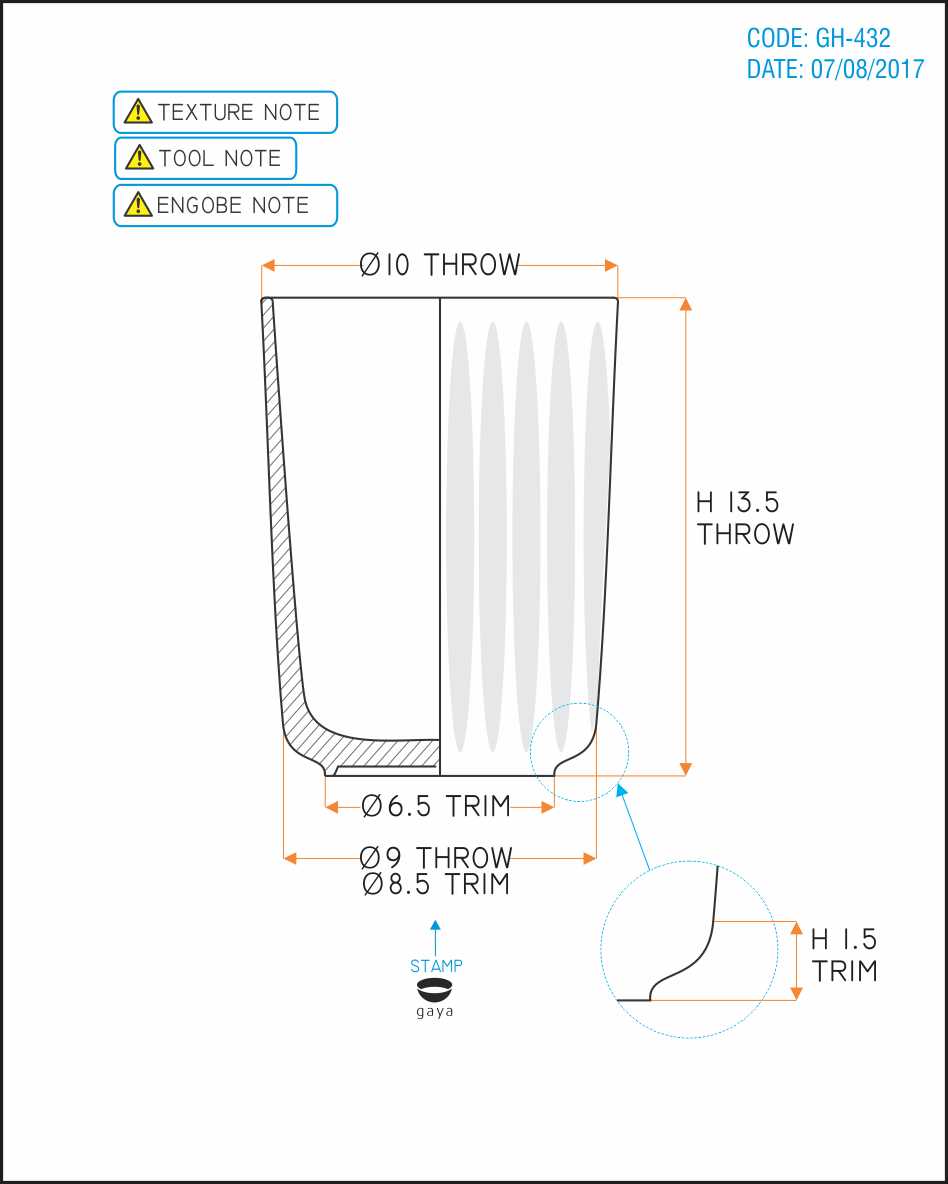 CODE: GH-432
DATE: 07/08/2017
TEXTURE NOTE
TOOL NOTE
ENGOBE NOTE
Ø10 THROW
H 13.5
THROW
Ø6.5 TRIM
Ø9 THROW
Ø8.5 TRIM
STAMP
gaya
H 1.5
TRIM